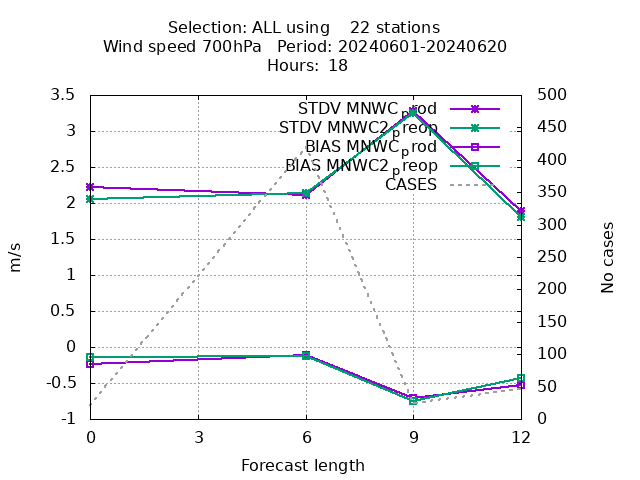 Selection: ALL using    22 stations
Wind speed 700hPa   Period: 20240601-20240620
Hours:  18
STDV MNWC_prod
STDV MNWC2_preop
BIAS MNWC_prod
BIAS MNWC2_preop
CASES
3.5
3
2.5
2
1.5
1
0.5
0
-0.5
-1
m/s
500
450
400
350
300
250
200
150
100
50
0
No cases
0 3 6 9 12
Forecast length